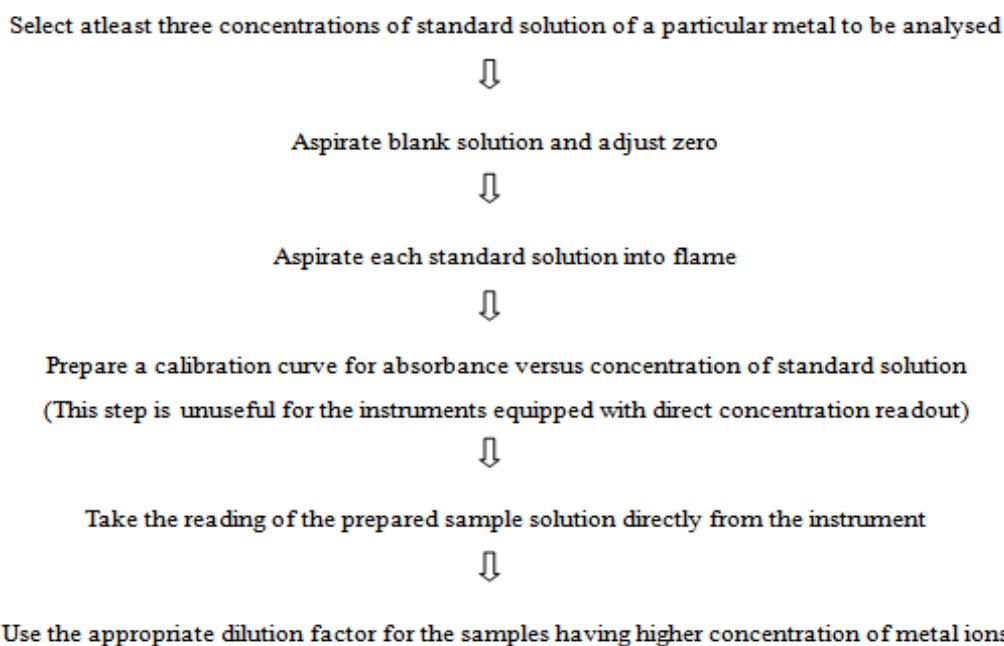 Select atleast three concentrations of standard solution of a particular metal to be analysed
⇩
Aspirate blank solution and adjust zero
⇩
Aspirate each standard solution into flame
⇩
Prepare a calibration curve for absorbance versus concentration of standard solution
(This step is unuseful for the instruments equipped with direct concentration readout)
⇩
Take the reading of the prepared sample solution directly from the instrument
⇩
Use the appropriate dilution factor for the samples having higher concentration of metal ions